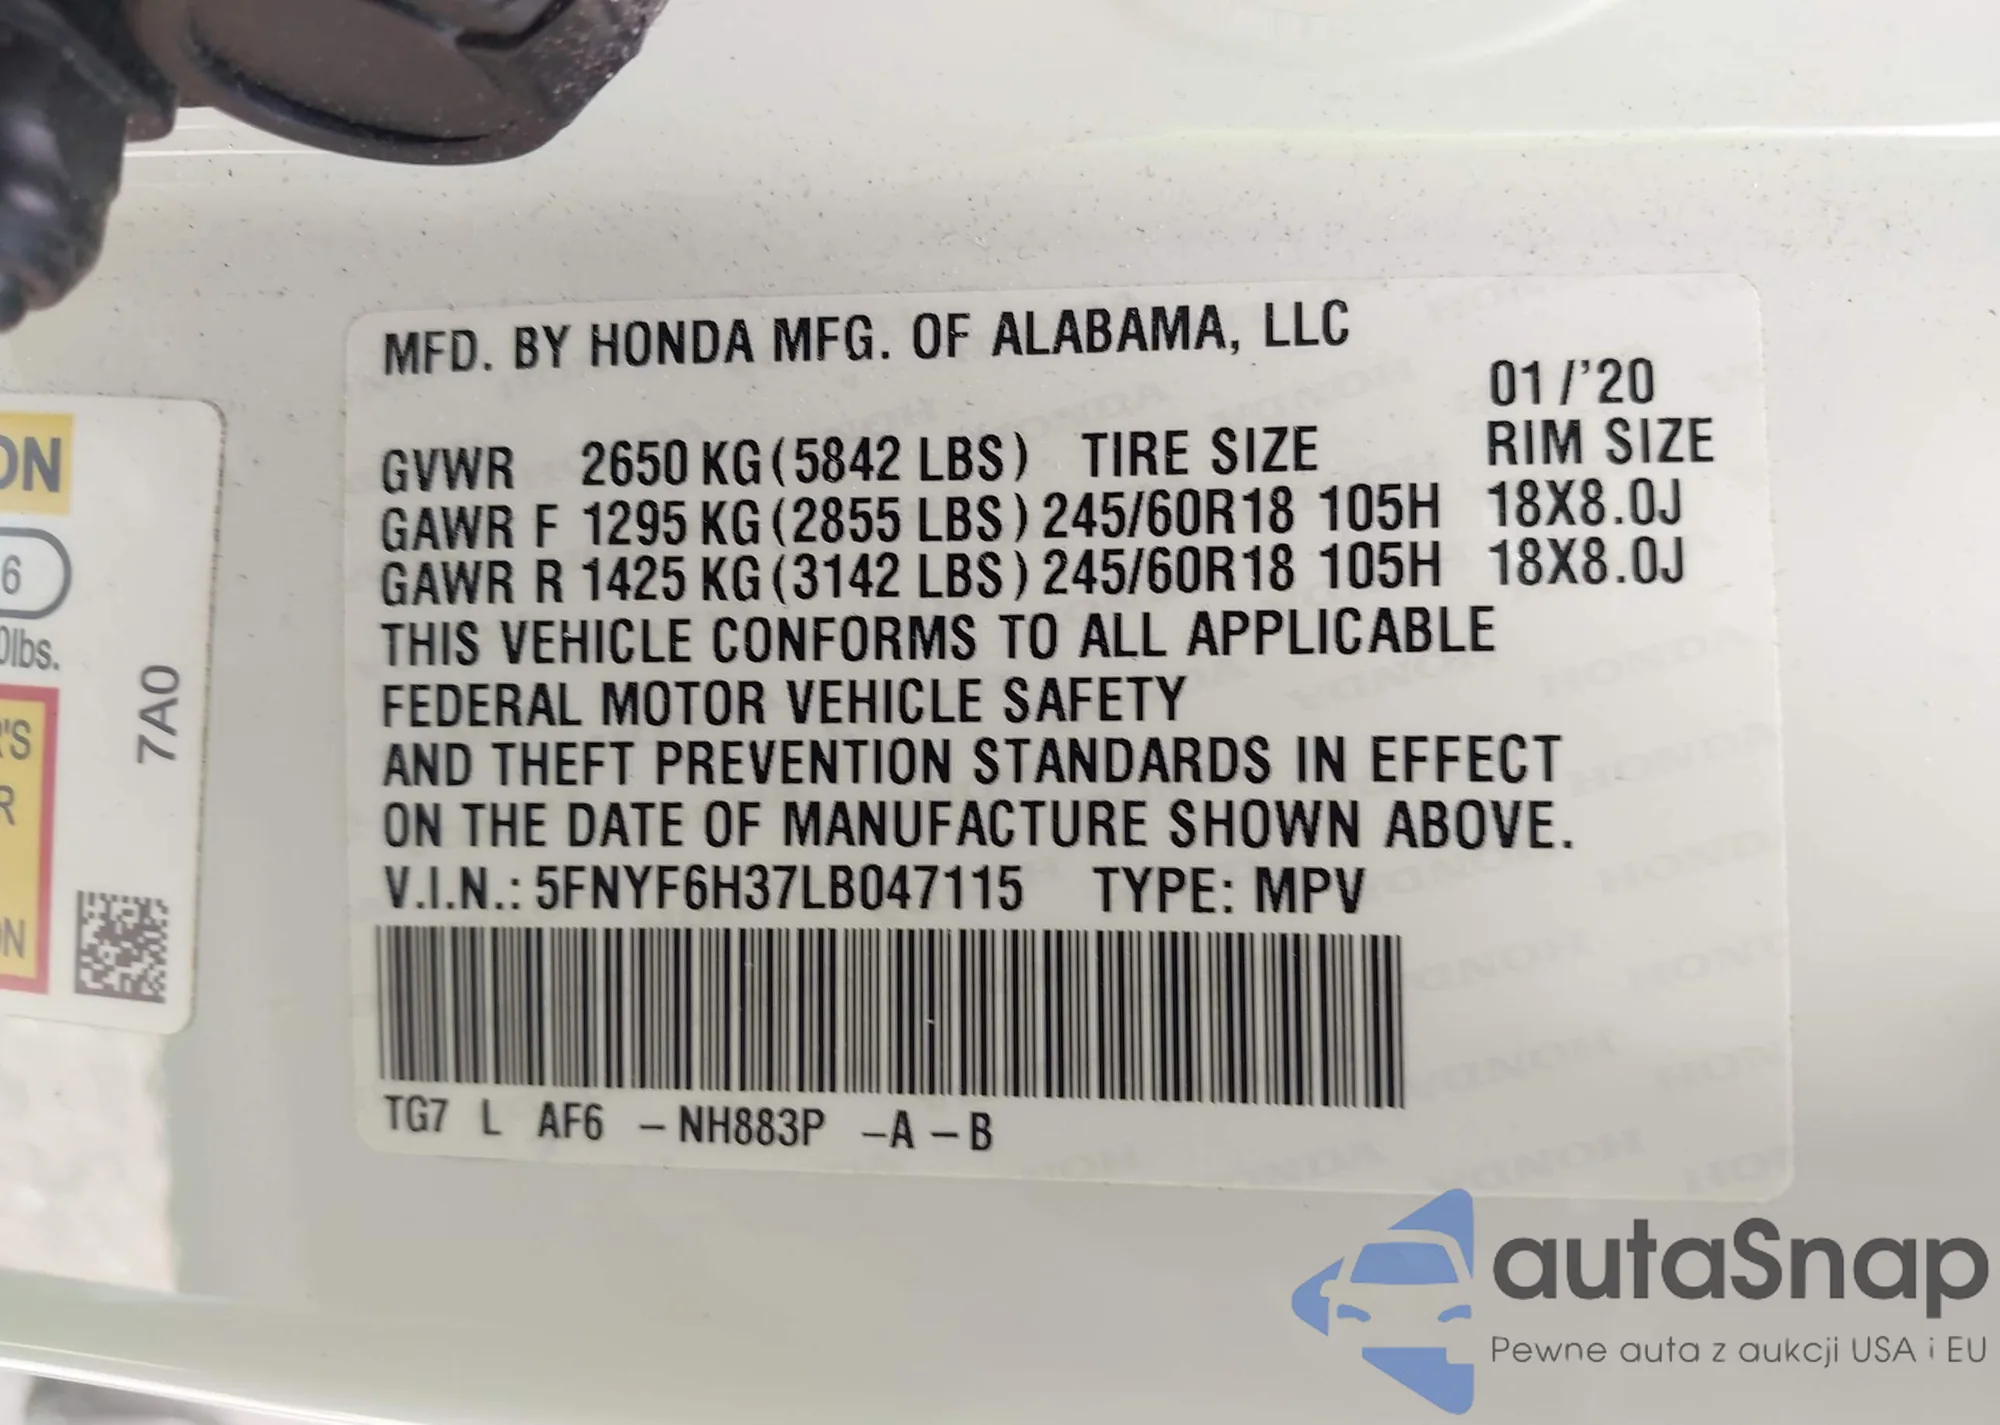 MFD. BY HONDA MFG. OF ALABAMA, LLC
01 /'20
GVWR 2650 KG (5842 LBS) TIRE SIZE RIM SIZE
GAWR F 1295 KG (2855 LBS) 245/60R18 105H 18X8.0J
GAWR R 1425 KG (3142 LBS) 245/60R18 105H 18X8.0J
THIS VEHICLE CONFORMS TO ALL APPLICABLE
FEDERAL MOTOR VEHICLE SAFETY
AND THEFT PREVENTION STANDARDS IN EFFECT
ON THE DATE OF MANUFACTURE SHOWN ABOVE.
V.I.N.: 5FNYF6H37LB047115 TYPE: MPV
TG7 L AF6 – NH883P –A – B
7A0
autaSnap
Pewne auta z aukcji USA i EU